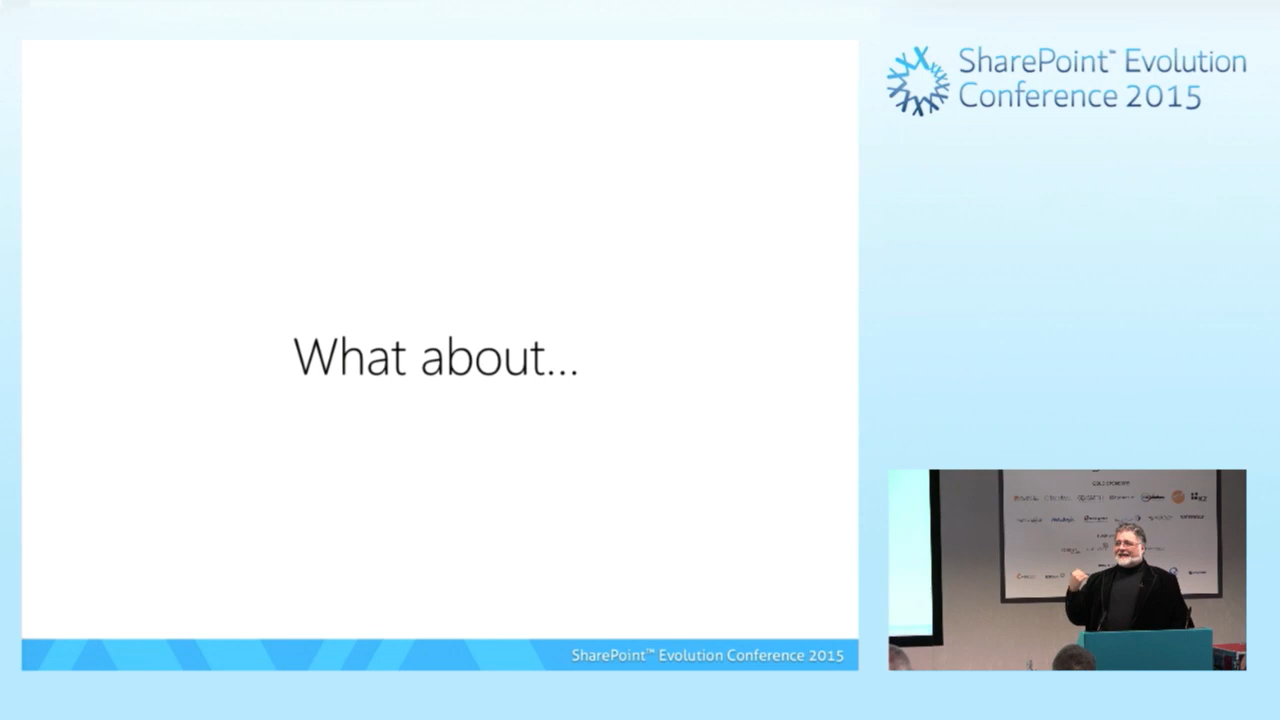 SharePoint™ Evolution
Conference 2015
What about...
SharePoint™ Evolution Conference 2015